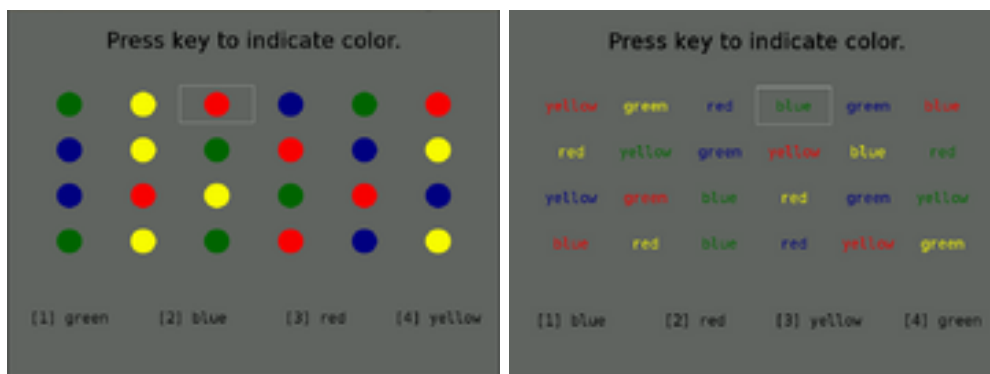 Press key to indicate color.
[1] green [2] blue [3] red [4] yellow
Press key to indicate color.
yellow green red blue green blue
red yellow green yellow blue red
yellow green blue red green yellow
blue red blue red yellow green
[1] blue [2] red [3] yellow [4] green